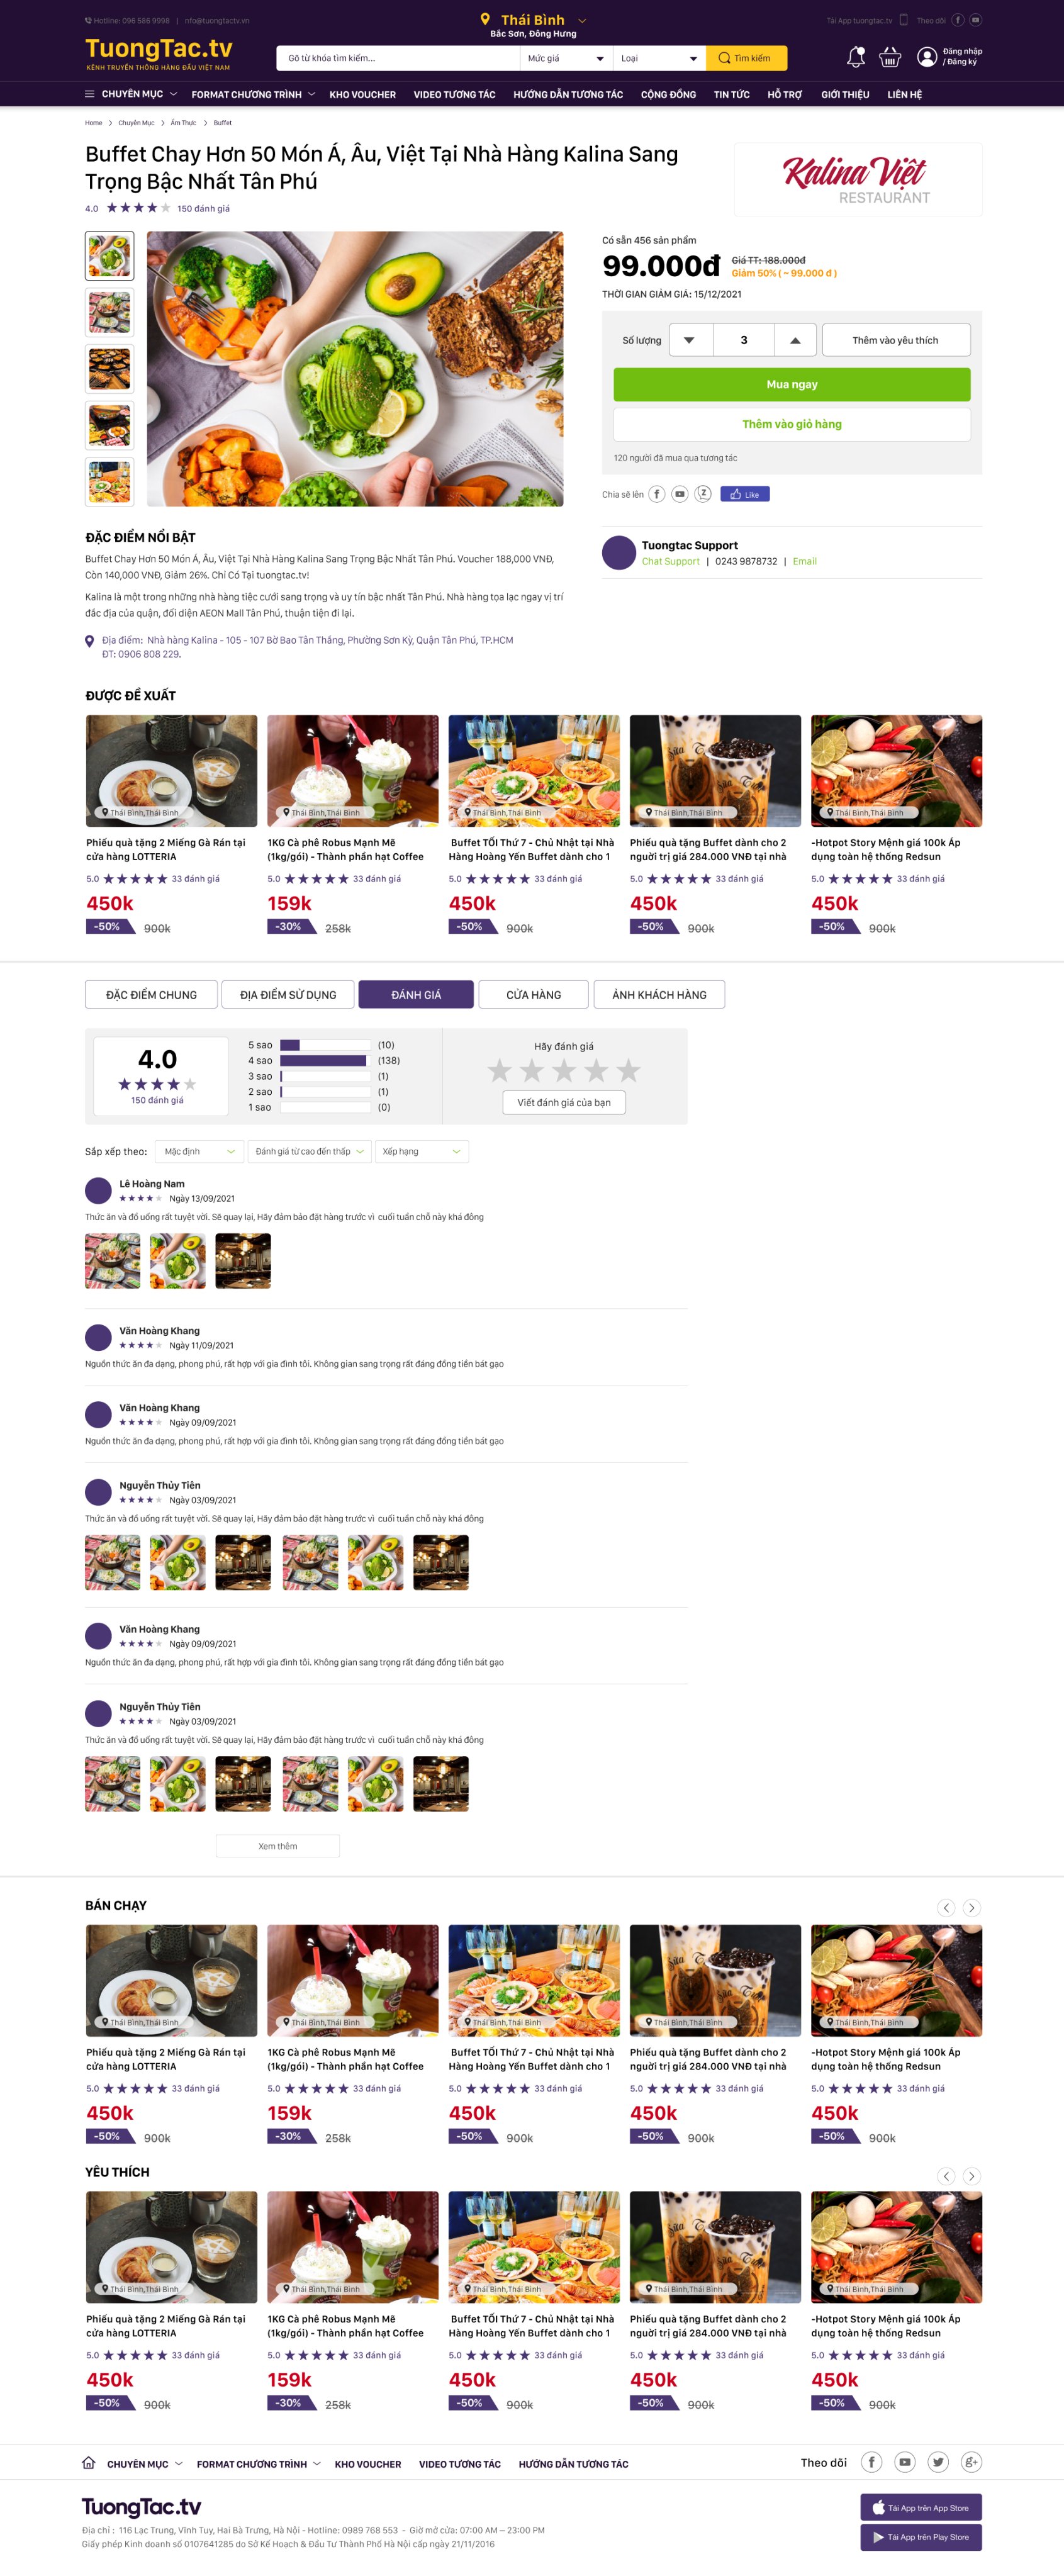 Hotline: 096 586 9998 | nfo@tuongtactv.vn
Thái Bình
Bắc Sơn, Đông Hưng
Tải App tuongtac.tv Theo dõi
TuongTac.tv
KÊNH TRUYỀN THÔNG HÀNG ĐẦU VIỆT NAM
Gõ từ khóa tìm kiếm... Mức giá Loại Tìm kiếm
Đăng nhập
/ Đăng ký
CHUYÊN MỤC FORMAT CHƯƠNG TRÌNH KHO VOUCHER VIDEO TƯƠNG TÁC HƯỚNG DẪN TƯƠNG TÁC CỘNG ĐỒNG TIN TỨC HỖ TRỢ GIỚI THIỆU LIÊN HỆ
Home > Chuyên Mục > Ẩm Thực > Buffet
Buffet Chay Hơn 50 Món Á, Âu, Việt Tại Nhà Hàng Kalina Sang
Trọng Bậc Nhất Tân Phú
4.0 150 đánh giá
Kalina Việt
RESTAURANT
Có sẵn 456 sản phẩm
99.000đ
Giá TT: 188.000đ
Giảm 50% ( ~ 99.000 đ )
THỜI GIAN GIẢM GIÁ: 15/12/2021
Số lượng 3 Thêm vào yêu thích
Mua ngay
Thêm vào giỏ hàng
120 người đã mua qua tương tác
Chia sẽ lên f Z Like
Tuongtac Support
Chat Support | 0243 9878732 | Email
ĐẶC ĐIỂM NỔI BẬT
Buffet Chay Hơn 50 Món Á, Âu, Việt Tại Nhà Hàng Kalina Sang Trọng Bậc Nhất Tân Phú. Voucher 188,000 VNĐ,
Còn 140,000 VNĐ, Giảm 26%. Chỉ Có Tại tuongtac.tv!
Kalina là một trong những nhà hàng tiệc cưới sang trọng và uy tín bậc nhất Tân Phú. Nhà hàng tọa lạc ngay vị trí
đắc địa của quận, đối diện AEON Mall Tân Phú, thuận tiện đi lại.
Địa điểm: Nhà hàng Kalina - 105 - 107 Bờ Bao Tân Thắng, Phường Sơn Kỳ, Quận Tân Phú, TP.HCM
ĐT: 0906 808 229.
ĐƯỢC ĐỀ XUẤT
Thái Bình,Thái Bình Thái Bình,Thái Bình Thái Bình,Thái Bình Thái Bình,Thái Bình Thái Bình,Thái Bình
Phiếu quà tặng 2 Miếng Gà Rán tại
cửa hàng LOTTERIA
5.0 33 đánh giá
450k
-50% 900k
1KG Cà phê Robus Mạnh Mẽ
(1kg/gói) - Thành phần hạt Coffee
5.0 33 đánh giá
159k
-30% 258k
Buffet TỐI Thứ 7 - Chủ Nhật tại Nhà
Hàng Hoàng Yến Buffet dành cho 1
5.0 33 đánh giá
450k
-50% 900k
Phiếu quà tặng Buffet dành cho 2
người trị giá 284.000 VNĐ tại nhà
5.0 33 đánh giá
450k
-50% 900k
-Hotpot Story Mệnh giá 100k Áp
dụng toàn hệ thống Redsun
5.0 33 đánh giá
450k
-50% 900k
ĐẶC ĐIỂM CHUNG ĐỊA ĐIỂM SỬ DỤNG ĐÁNH GIÁ CỬA HÀNG ẢNH KHÁCH HÀNG
4.0
150 đánh giá
5 sao (10)
4 sao (138)
3 sao (1)
2 sao (1)
1 sao (0)
Hãy đánh giá
Viết đánh giá của bạn
Sắp xếp theo: Mặc định Đánh giá từ cao đến thấp Xếp hạng
Lê Hoàng Nam
Ngày 13/09/2021
Thức ăn và đồ uống rất tuyệt vời. Sẽ quay lại, Hãy đảm bảo đặt hàng trước vì cuối tuần chỗ này khá đông
Văn Hoàng Khang
Ngày 11/09/2021
Nguồn thức ăn đa dạng, phong phú, rất hợp với gia đình tôi. Không gian sang trọng rất đáng đồng tiền bát gạo
Văn Hoàng Khang
Ngày 09/09/2021
Nguồn thức ăn đa dạng, phong phú, rất hợp với gia đình tôi. Không gian sang trọng rất đáng đồng tiền bát gạo
Nguyễn Thủy Tiên
Ngày 03/09/2021
Thức ăn và đồ uống rất tuyệt vời. Sẽ quay lại, Hãy đảm bảo đặt hàng trước vì cuối tuần chỗ này khá đông
Văn Hoàng Khang
Ngày 09/09/2021
Nguồn thức ăn đa dạng, phong phú, rất hợp với gia đình tôi. Không gian sang trọng rất đáng đồng tiền bát gạo
Nguyễn Thủy Tiên
Ngày 03/09/2021
Thức ăn và đồ uống rất tuyệt vời. Sẽ quay lại, Hãy đảm bảo đặt hàng trước vì cuối tuần chỗ này khá đông
Xem thêm
BÁN CHẠY
Thái Bình,Thái Bình Thái Bình,Thái Bình Thái Bình,Thái Bình Thái Bình,Thái Bình Thái Bình,Thái Bình
Phiếu quà tặng 2 Miếng Gà Rán tại
cửa hàng LOTTERIA
5.0 33 đánh giá
450k
-50% 900k
1KG Cà phê Robus Mạnh Mẽ
(1kg/gói) - Thành phần hạt Coffee
5.0 33 đánh giá
159k
-30% 258k
Buffet TỐI Thứ 7 - Chủ Nhật tại Nhà
Hàng Hoàng Yến Buffet dành cho 1
5.0 33 đánh giá
450k
-50% 900k
Phiếu quà tặng Buffet dành cho 2
người trị giá 284.000 VNĐ tại nhà
5.0 33 đánh giá
450k
-50% 900k
-Hotpot Story Mệnh giá 100k Áp
dụng toàn hệ thống Redsun
5.0 33 đánh giá
450k
-50% 900k
YÊU THÍCH
Thái Bình,Thái Bình Thái Bình,Thái Bình Thái Bình,Thái Bình Thái Bình,Thái Bình Thái Bình,Thái Bình
Phiếu quà tặng 2 Miếng Gà Rán tại
cửa hàng LOTTERIA
5.0 33 đánh giá
450k
-50% 900k
1KG Cà phê Robus Mạnh Mẽ
(1kg/gói) - Thành phần hạt Coffee
5.0 33 đánh giá
159k
-30% 258k
Buffet TỐI Thứ 7 - Chủ Nhật tại Nhà
Hàng Hoàng Yến Buffet dành cho 1
5.0 33 đánh giá
450k
-50% 900k
Phiếu quà tặng Buffet dành cho 2
người trị giá 284.000 VNĐ tại nhà
5.0 33 đánh giá
450k
-50% 900k
-Hotpot Story Mệnh giá 100k Áp
dụng toàn hệ thống Redsun
5.0 33 đánh giá
450k
-50% 900k
CHUYÊN MỤC FORMAT CHƯƠNG TRÌNH KHO VOUCHER VIDEO TƯƠNG TÁC HƯỚNG DẪN TƯƠNG TÁC Theo dõi f g+
TuongTac.tv
Địa chỉ : 116 Lạc Trung, Vĩnh Tuy, Hai Bà Trưng, Hà Nội - Hotline: 0989 768 553 - Giờ mở cửa: 07:00 AM – 23:00 PM
Giấy phép Kinh doanh số 0107641285 do Sở Kế Hoạch & Đầu Tư Thành Phố Hà Nội cấp ngày 21/11/2016
Tải App trên App Store
Tải App trên Play Store